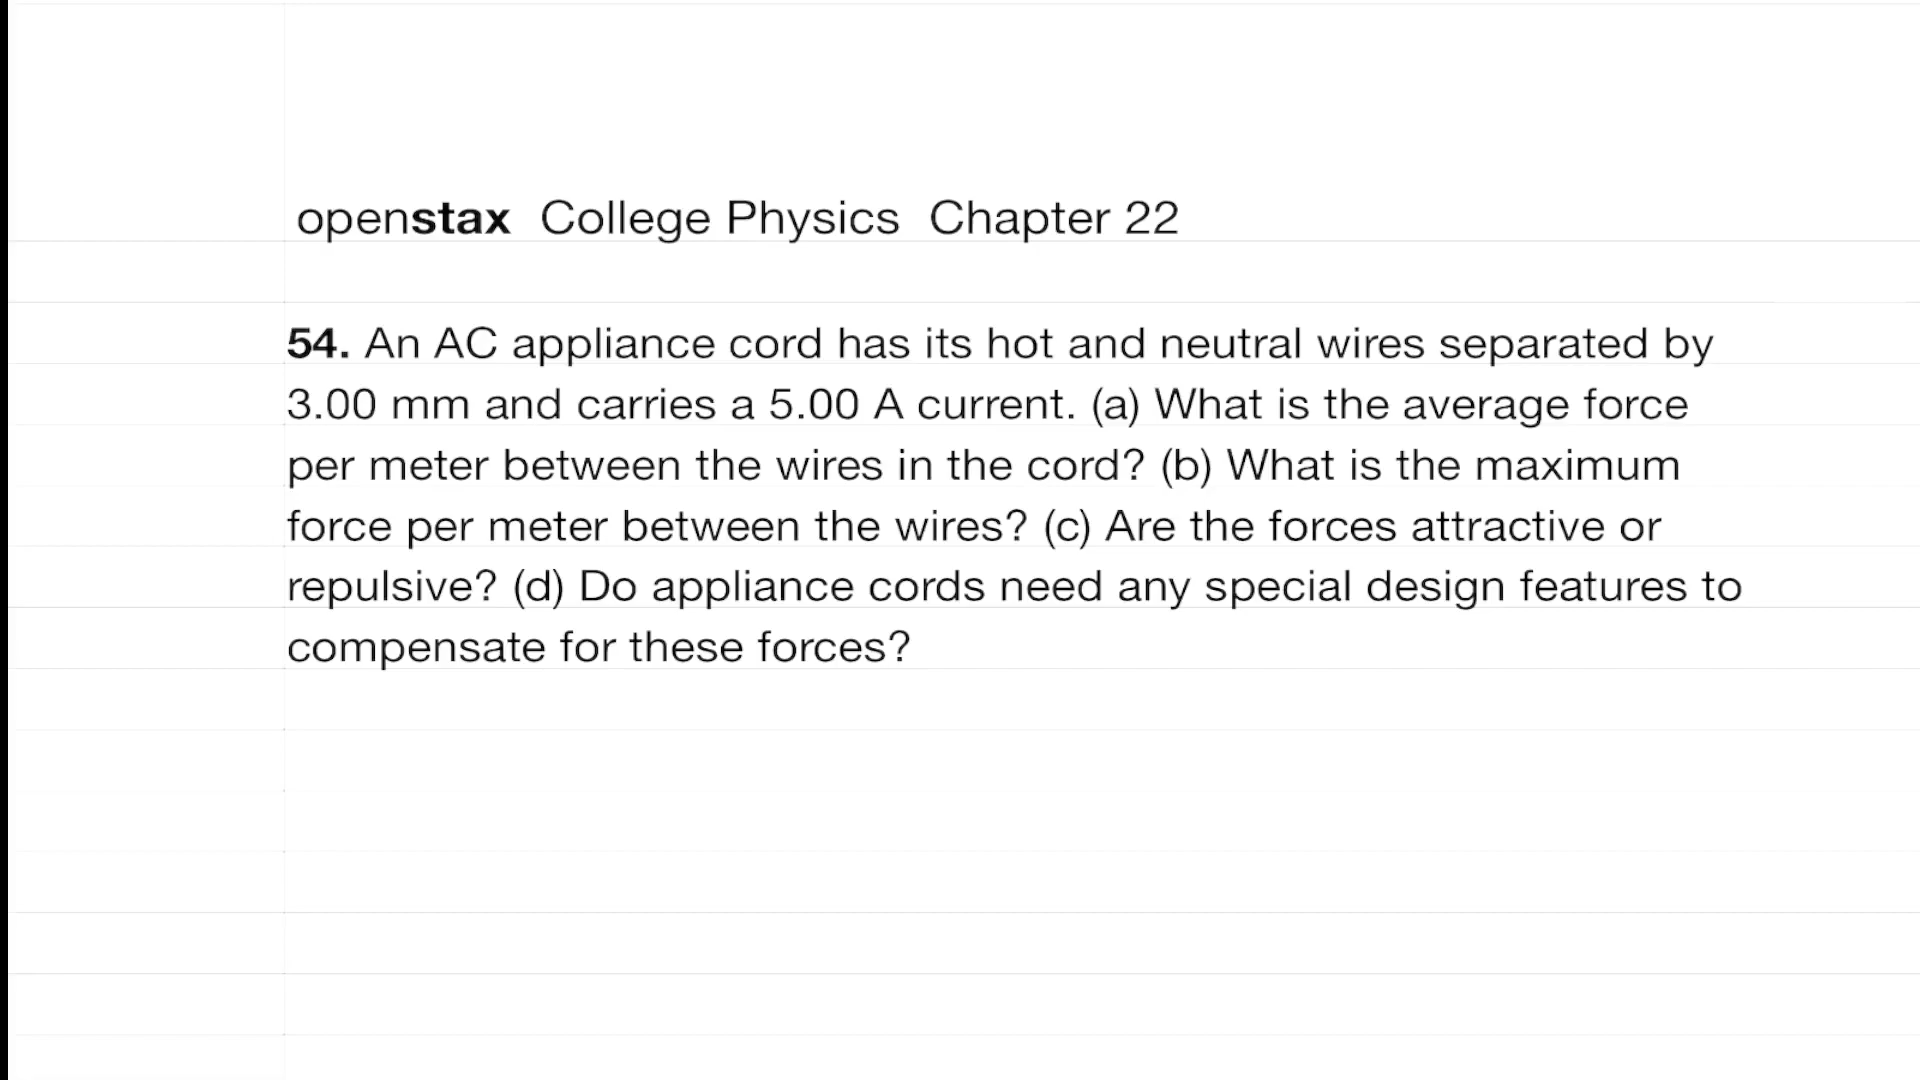 openstax College Physics Chapter 22
54. An AC appliance cord has its hot and neutral wires separated by
3.00 mm and carries a 5.00 A current. (a) What is the average force
per meter between the wires in the cord? (b) What is the maximum
force per meter between the wires? (c) Are the forces attractive or
repulsive? (d) Do appliance cords need any special design features to
compensate for these forces?